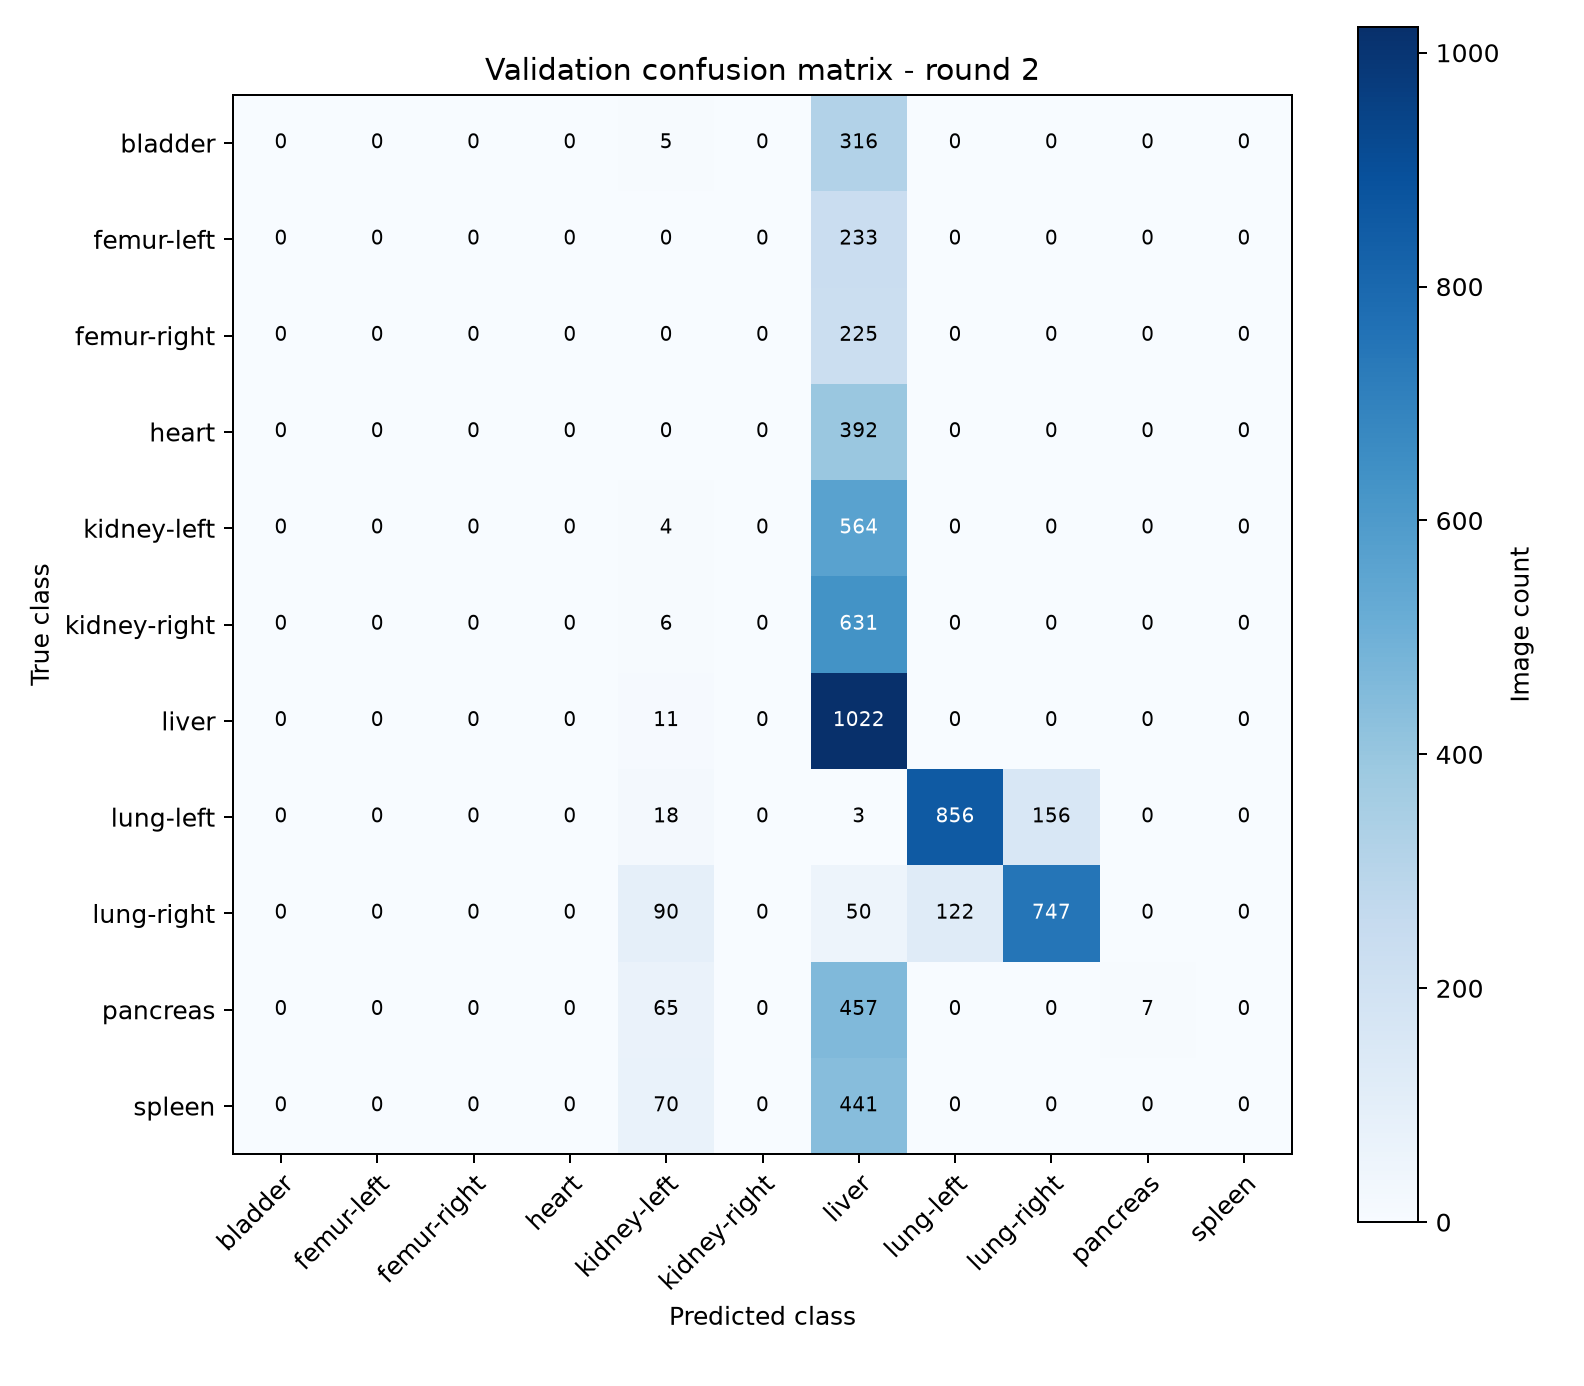 Validation confusion matrix - round 2
bladder 0 0 0 0 5 0 316 0 0 0 0
femur-left 0 0 0 0 0 0 233 0 0 0 0
femur-right 0 0 0 0 0 0 225 0 0 0 0
heart 0 0 0 0 0 0 392 0 0 0 0
kidney-left 0 0 0 0 4 0 564 0 0 0 0
kidney-right 0 0 0 0 6 0 631 0 0 0 0
liver 0 0 0 0 11 0 1022 0 0 0 0
lung-left 0 0 0 0 18 0 3 856 156 0 0
lung-right 0 0 0 0 90 0 50 122 747 0 0
pancreas 0 0 0 0 65 0 457 0 0 7 0
spleen 0 0 0 0 70 0 441 0 0 0 0
True class
bladder femur-left femur-right heart kidney-left kidney-right liver lung-left lung-right pancreas spleen
Predicted class
1000
800
600
400
200
0
Image count